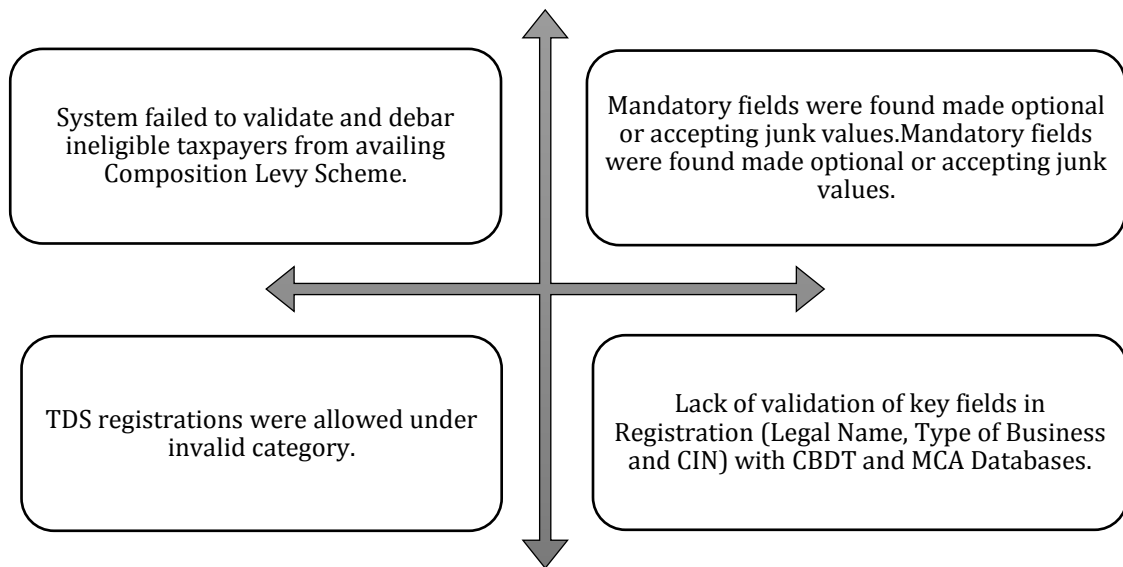 System failed to validate and debar
ineligible taxpayers from availing
Composition Levy Scheme.
Mandatory fields were found made optional
or accepting junk values.Mandatory fields
were found made optional or accepting junk
values.
TDS registrations were allowed under
invalid category.
Lack of validation of key fields in
Registration (Legal Name, Type of Business
and CIN) with CBDT and MCA Databases.